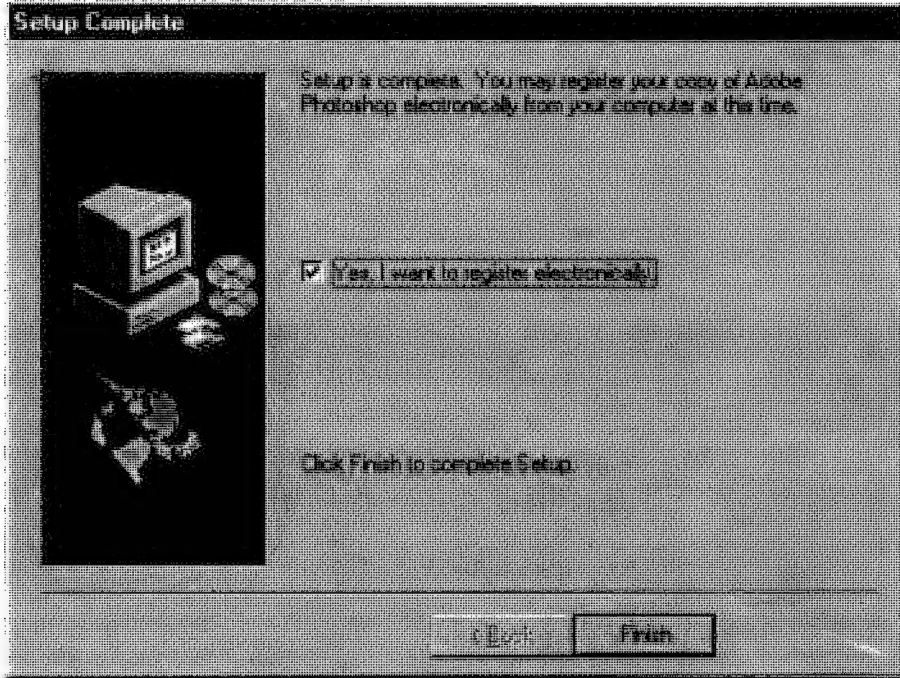 Setup Complete
Setup is complete. You may register your copy of Adobe
Photoshop electronically from your computer at this time.
Yes, I want to register electronically!
Click Finish to complete Setup.
< Back
Finish